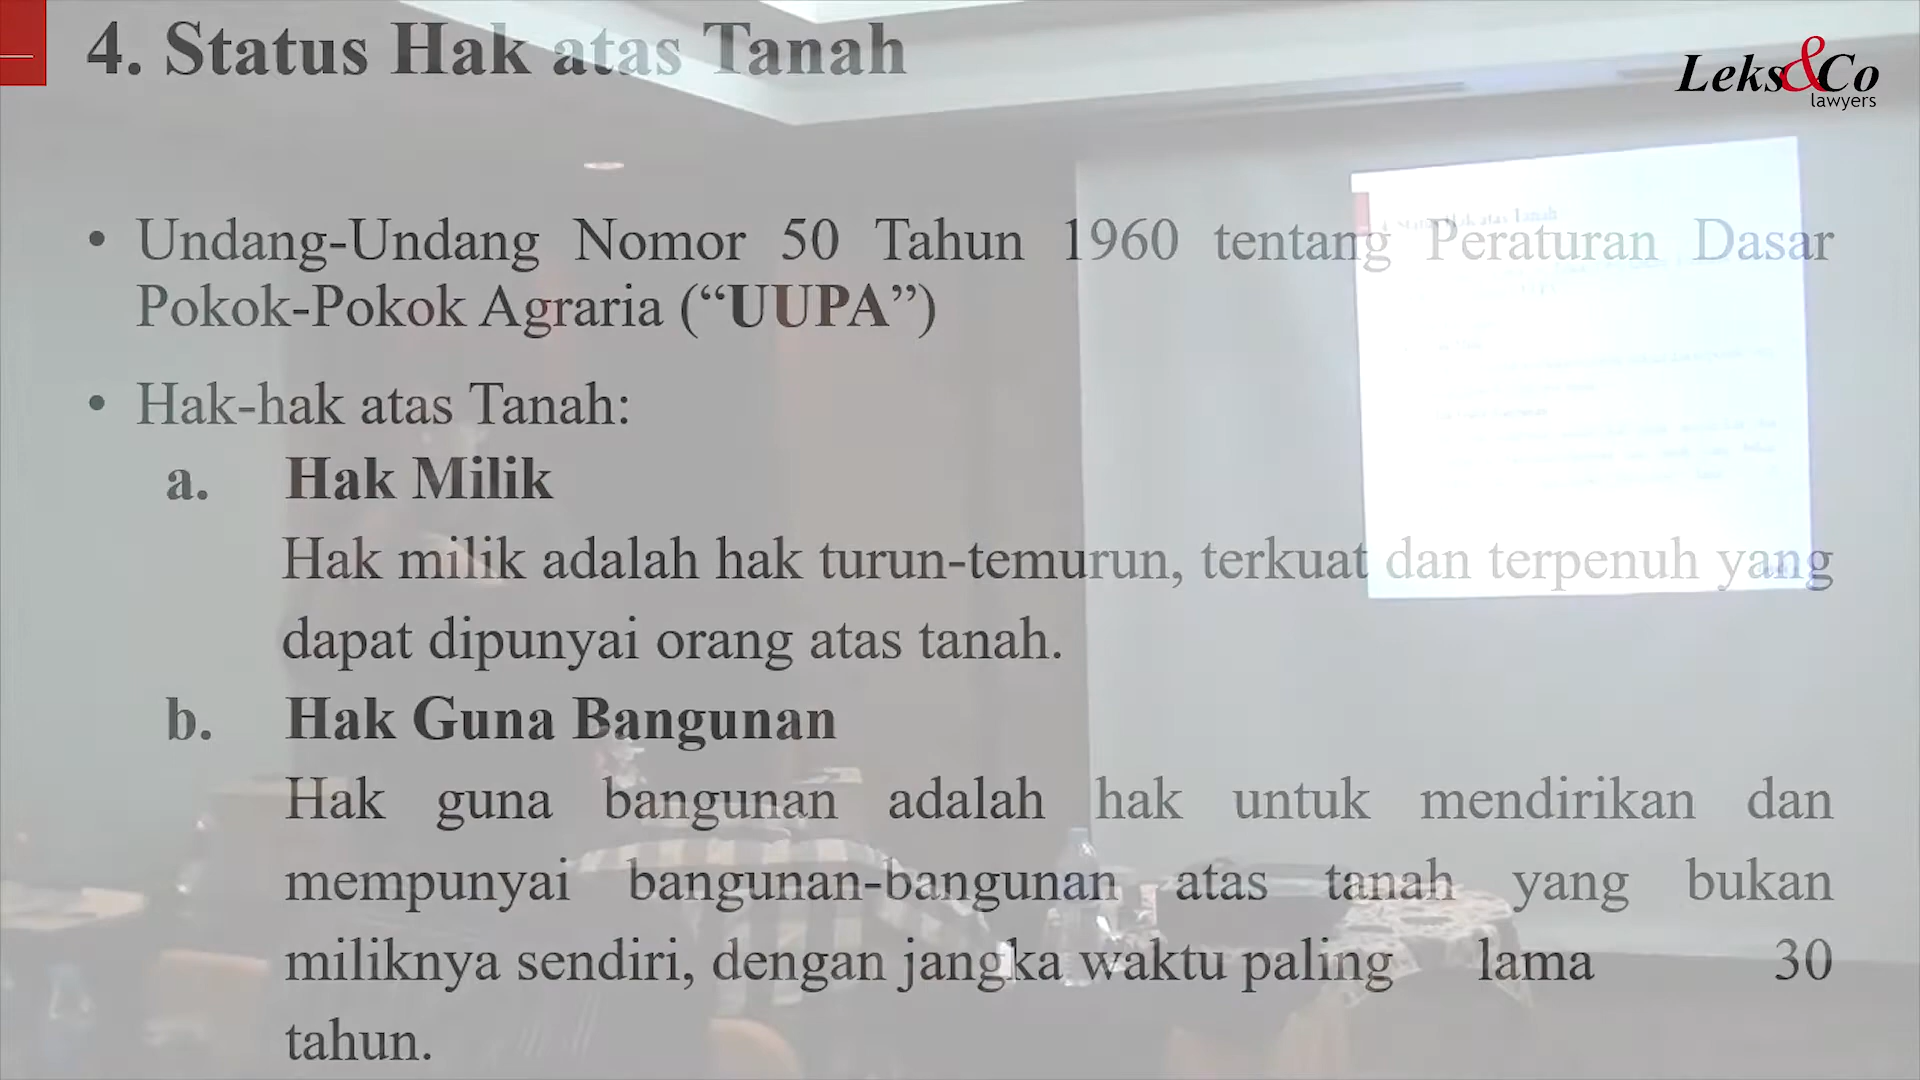 4. Status Hak atas Tanah
Leks&Co
lawyers
• Undang-Undang Nomor 50 Tahun 1960 tentang Peraturan Dasar
Pokok-Pokok Agraria (“UUPA”)
• Hak-hak atas Tanah:
a. Hak Milik
Hak milik adalah hak turun-temurun, terkuat dan terpenuh yang
dapat dipunyai orang atas tanah.
b. Hak Guna Bangunan
Hak guna bangunan adalah hak untuk mendirikan dan
mempunyai bangunan-bangunan atas tanah yang bukan
miliknya sendiri, dengan jangka waktu paling lama 30
tahun.